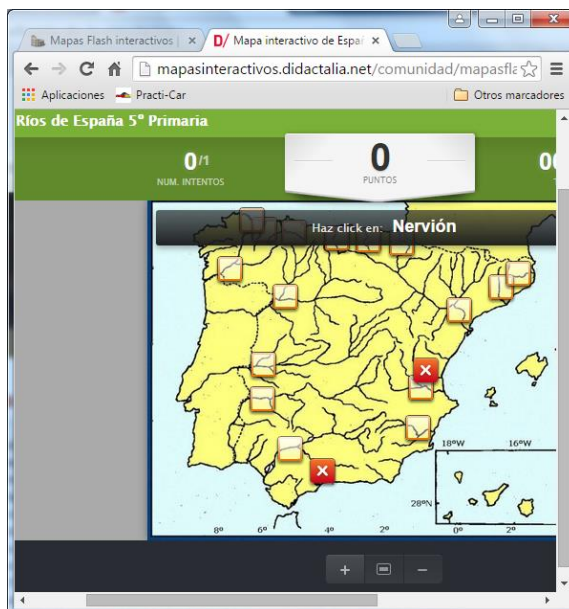 Mapas Flash interactivos |
D/ Mapa interactivo de Espai
mapasinteractivos.didactalia.net/comunidad/mapasfla
Aplicaciones
Practi-Car
Otros marcadores
Ríos de España 5º Primaria
0/1
NUM. INTENTOS
0
PUNTOS
Haz click en: Nervión
18ºW 16ºW
28ºN
8º 6º 4º 2º 0º 2º